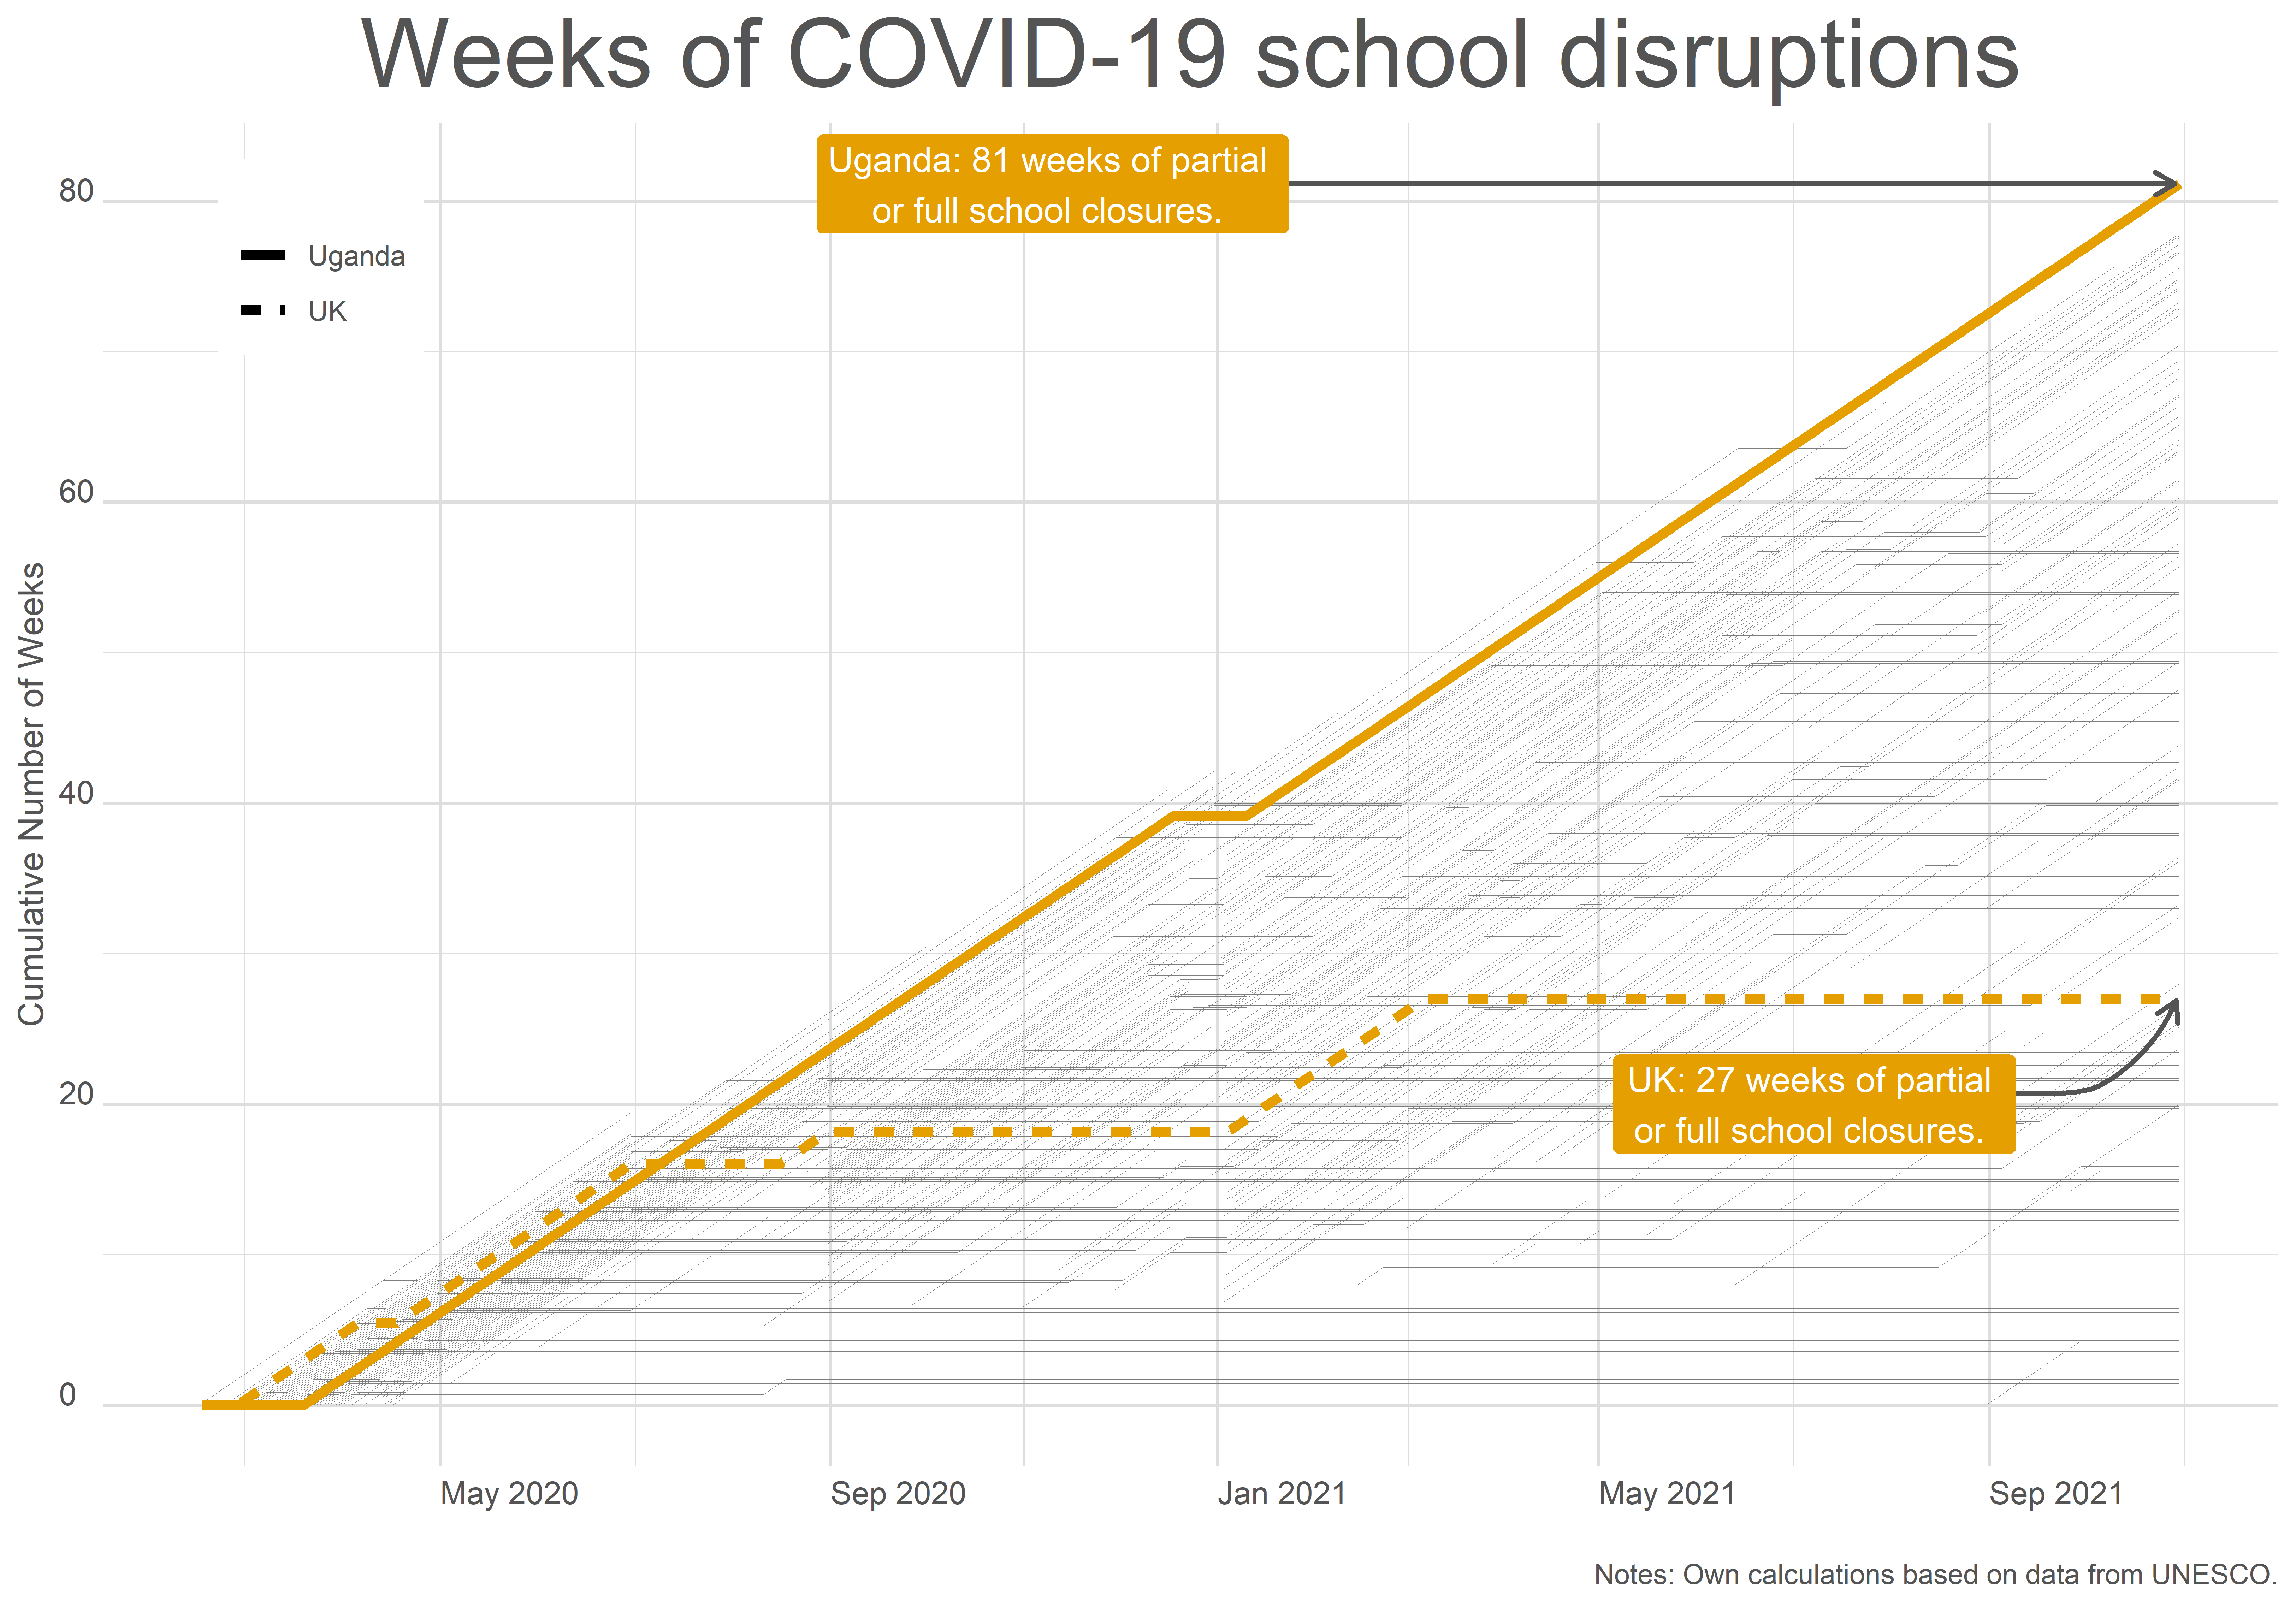 Weeks of COVID-19 school disruptions
Uganda: 81 weeks of partial
or full school closures.
80
Uganda
UK
60
Cumulative Number of Weeks
40
UK: 27 weeks of partial
or full school closures.
20
0
May 2020
Sep 2020
Jan 2021
May 2021
Sep 2021
Notes: Own calculations based on data from UNESCO.